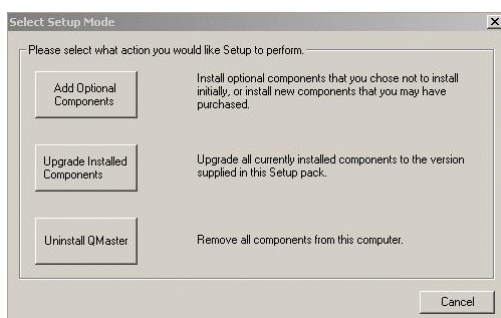 Select Setup Mode
Please select what action you would like Setup to perform.
Add Optional
Components
Install optional components that you chose not to install
initially, or install new components that you may have
purchased.
Upgrade Installed
Components
Upgrade all currently installed components to the version
supplied in this Setup pack.
Uninstall QMaster
Remove all components from this computer.
Cancel